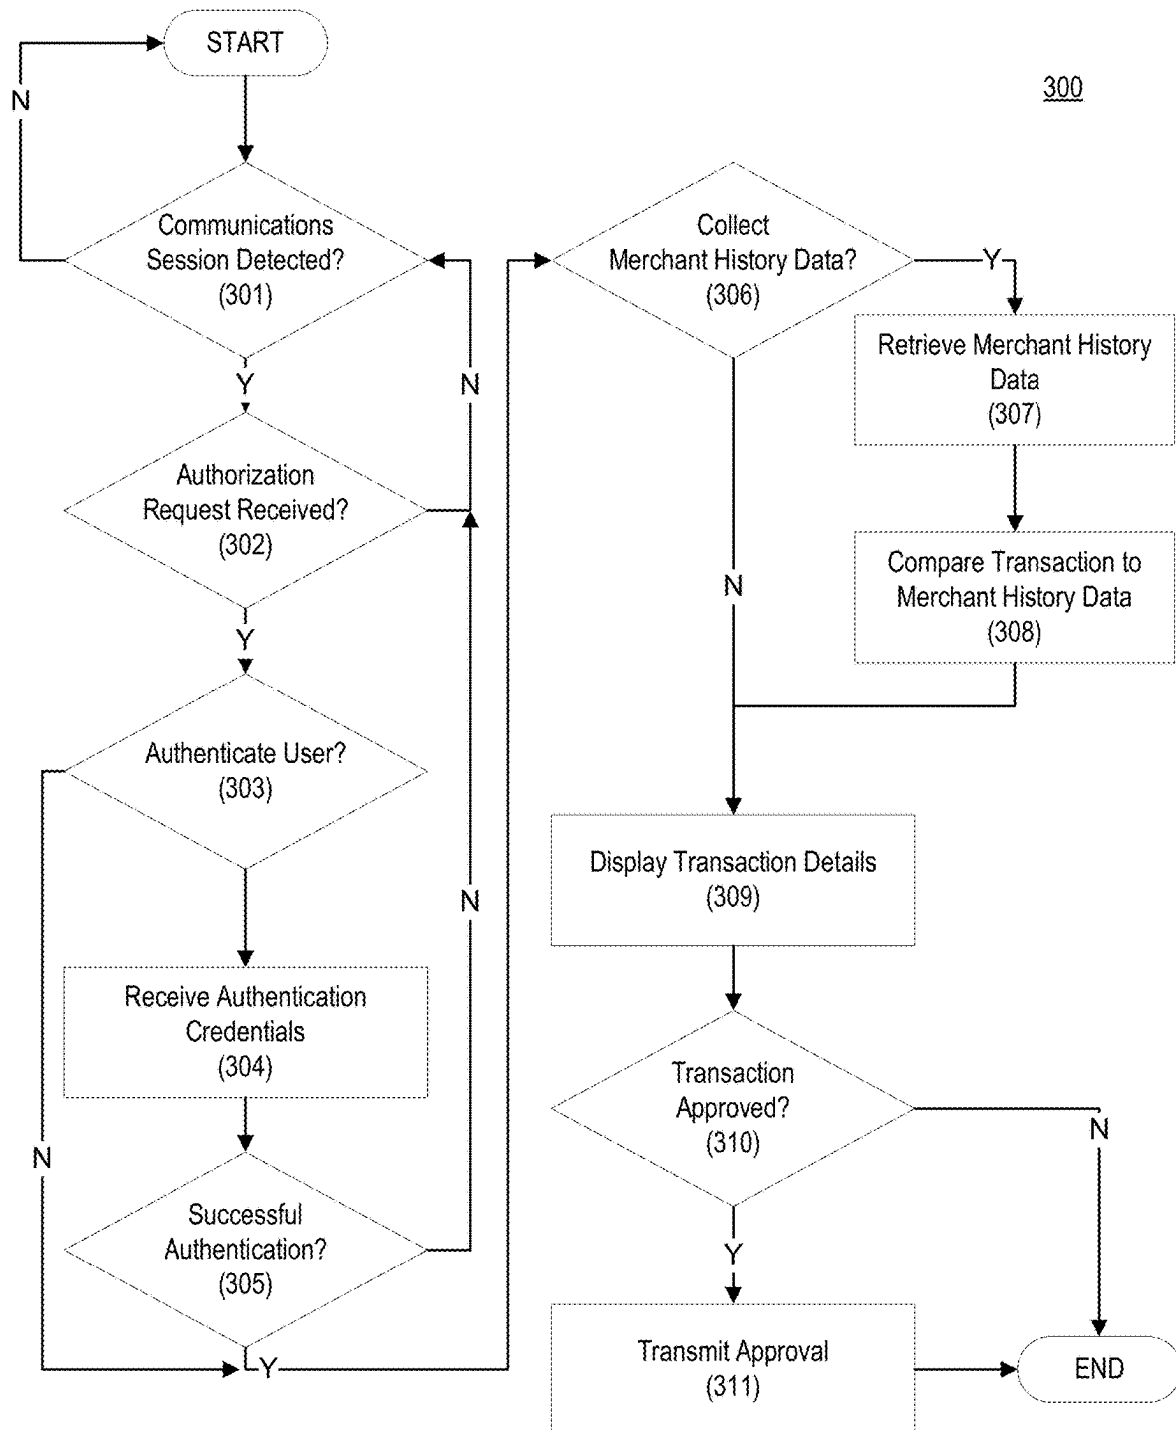 START
N
300
Communications
Session Detected?
(301)
Y
N
Authorization
Request Received?
(302)
Y
Authenticate User?
(303)
N
Receive Authentication
Credentials
(304)
N
Successful
Authentication?
(305)
Y
Collect
Merchant History Data?
(306)
Y
Retrieve Merchant History
Data
(307)
N
Compare Transaction to
Merchant History Data
(308)
Display Transaction Details
(309)
Transaction
Approved?
(310)
N
Y
Transmit Approval
(311)
END